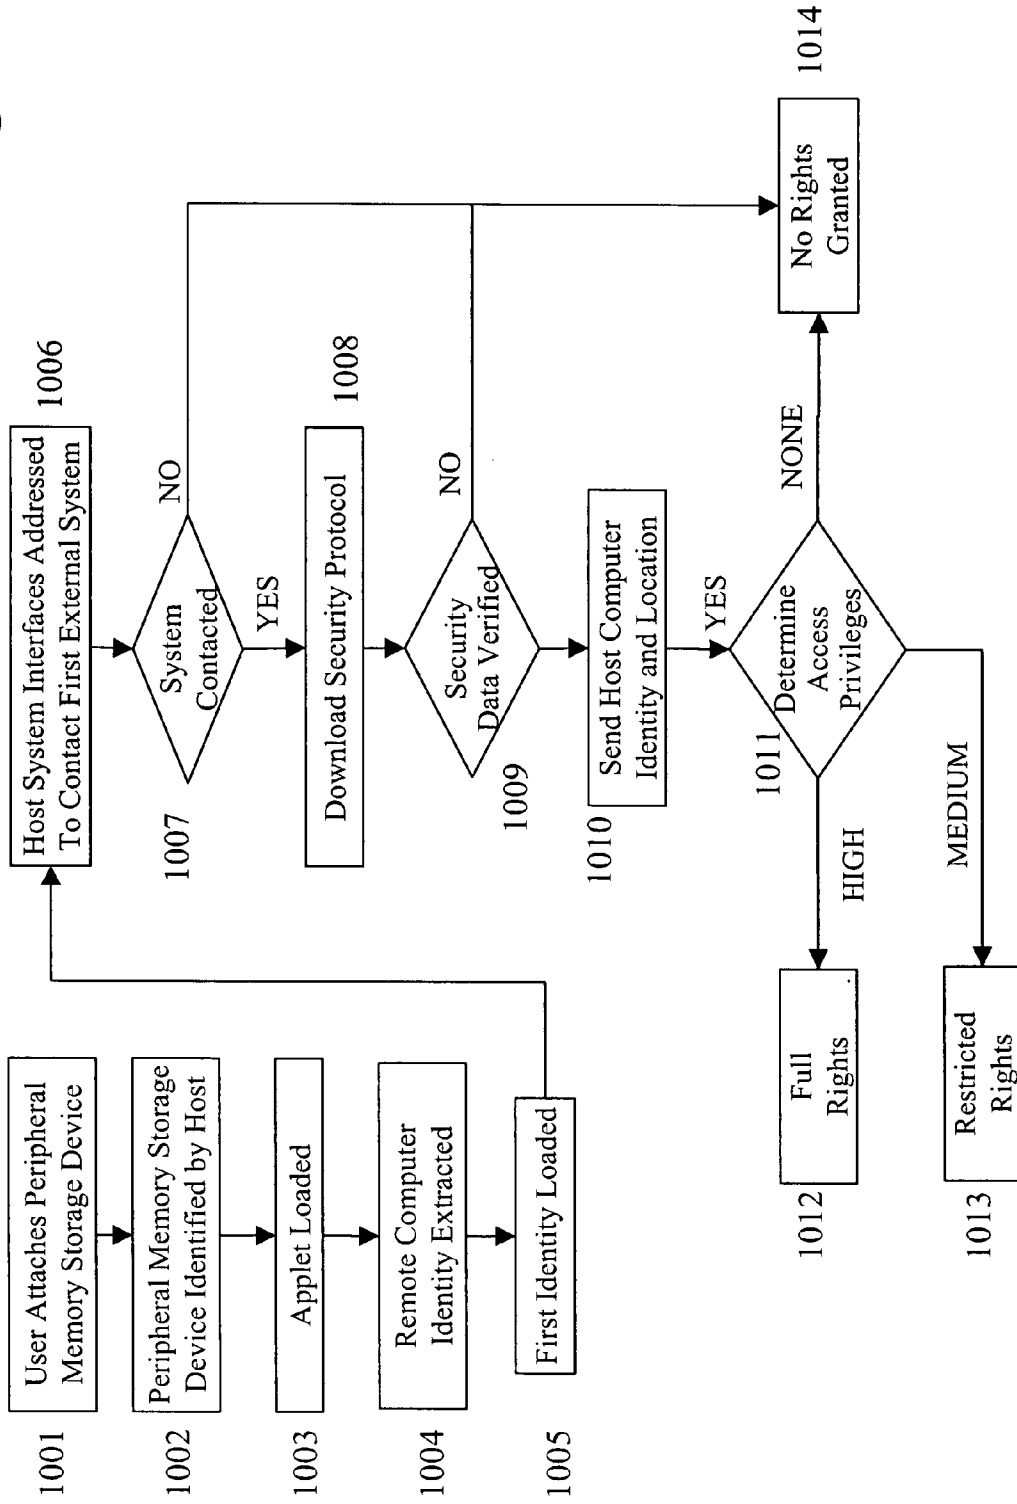 1001
User Attaches Peripheral
Memory Storage Device
1002
Peripheral Memory Storage
Device Identified by Host
1003
Applet Loaded
1004
Remote Computer
Identity Extracted
1005
First Identity Loaded
1006
Host System Interfaces Addressed
To Contact First External System
1007
System
Contacted
NO
YES
1008
Download Security Protocol
1009
Security
Data Verified
NO
1010
Send Host Computer
Identity and Location
YES
1011
Determine
Access
Privileges
HIGH
MEDIUM
NONE
1012
Full
Rights
1013
Restricted
Rights
1014
No Rights
Granted